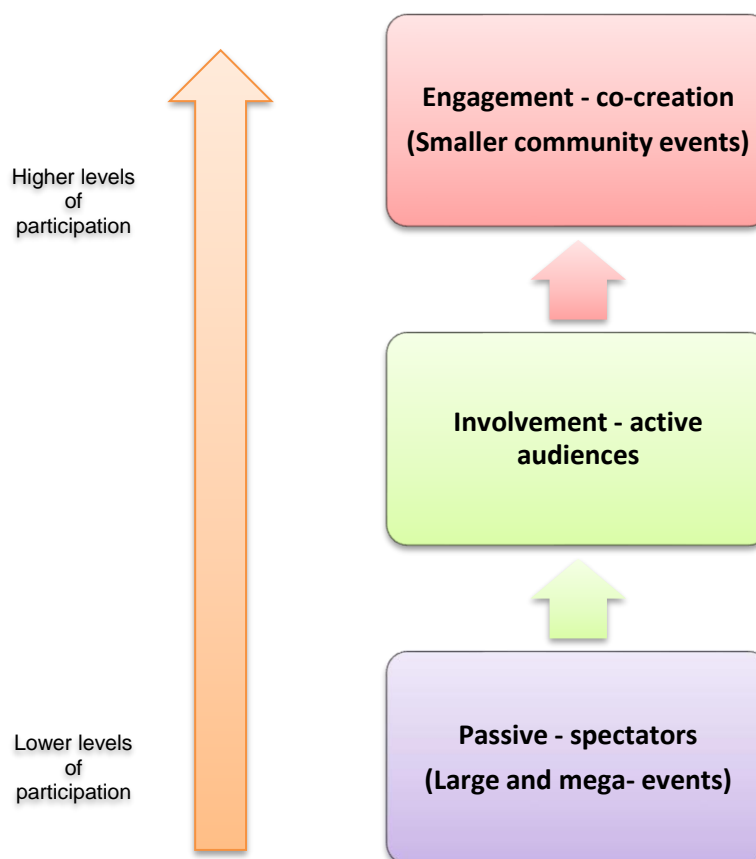 Engagement - co-creation
(Smaller community events)
Higher levels
of
participation
Involvement - active
audiences
Lower levels
of
participation
Passive - spectators
(Large and mega- events)